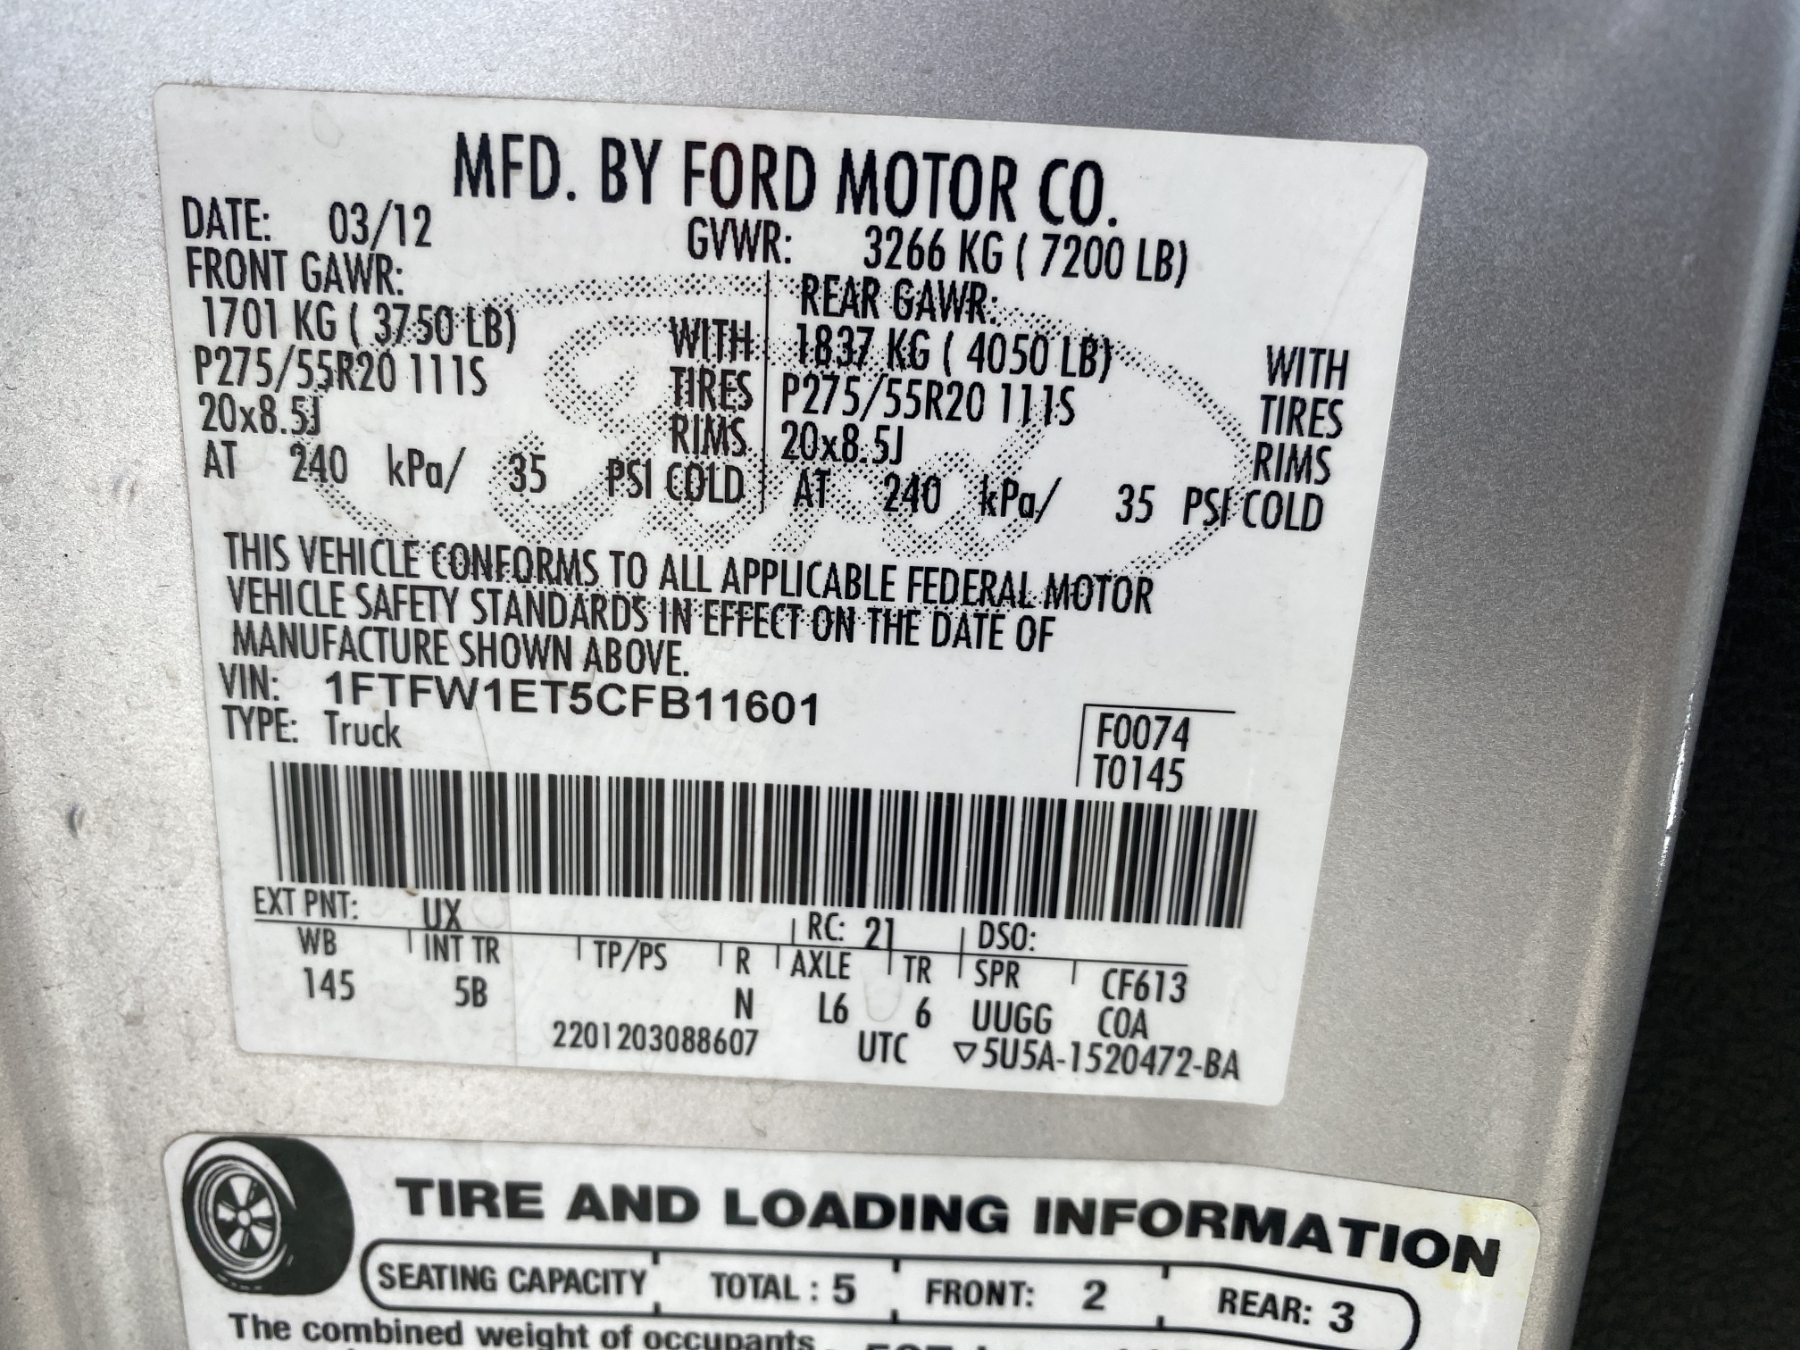 MFD. BY FORD MOTOR CO.
DATE: 03/12 GVWR: 3266 KG ( 7200 LB)
FRONT GAWR: REAR GAWR:
1701 KG ( 3750 LB) WITH 1837 KG ( 4050 LB) WITH
P275/55R20 111S TIRES P275/55R20 111S TIRES
20x8.5J RIMS 20x8.5J RIMS
AT 240 kPa/ 35 PSI COLD AT 240 kPa/ 35 PSI COLD
Ford
THIS VEHICLE CONFORMS TO ALL APPLICABLE FEDERAL MOTOR
VEHICLE SAFETY STANDARDS IN EFFECT ON THE DATE OF
MANUFACTURE SHOWN ABOVE.
VIN: 1FTFW1ET5CFB11601
TYPE: Truck
F0074
T0145
EXT PNT: UX RC: 21 DSO:
WB INT TR TP/PS R AXLE TR SPR CF613
145 5B N L6 6 UUGG COA
2201203088607 UTC ▽5U5A-1520472-BA
TIRE AND LOADING INFORMATION
SEATING CAPACITY TOTAL : 5 FRONT: 2 REAR: 3
The combined weight of occupants